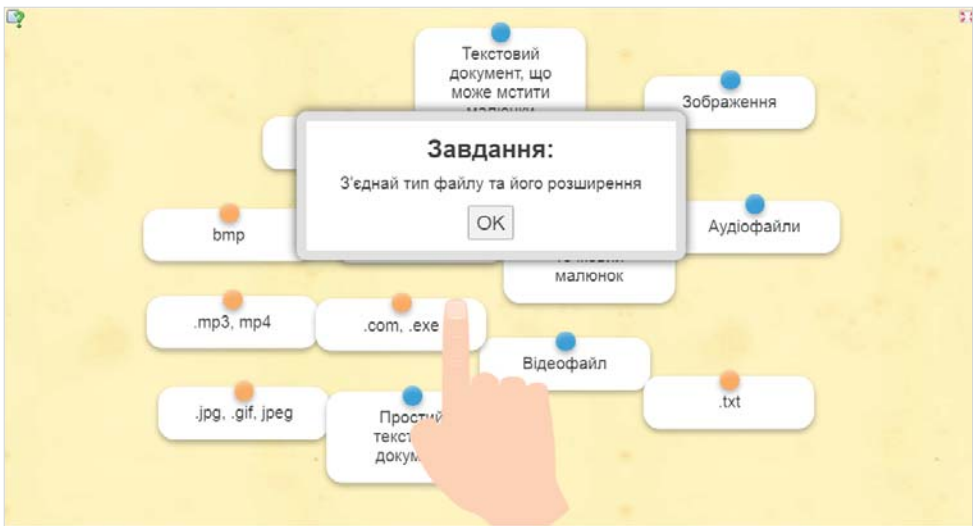 Текстовий
документ, що
може мстити
малюнки
Зображення
Завдання:
З'єднай тип файлу та його розширення
OK
bmp
Аудіофайли
малюнок
.mp3, mp4
.com, .exe
Відеофайл
.jpg, .gif, jpeg
Простий
.txt